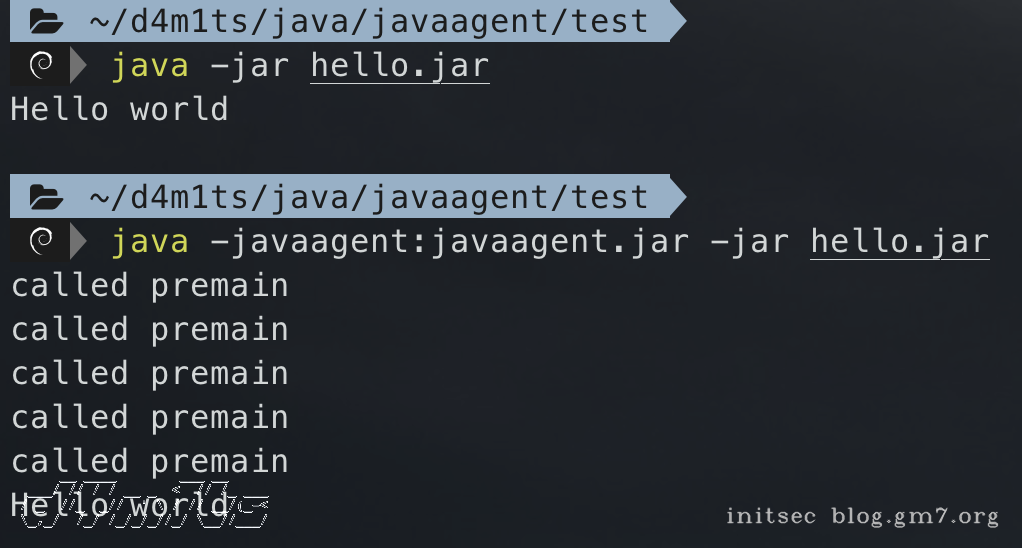 ~/d4m1ts/java/javaagent/test
java -jar hello.jar
Hello world
~/d4m1ts/java/javaagent/test
java -javaagent:javaagent.jar -jar hello.jar
called premain
called premain
called premain
called premain
called premain
Hello world
d4m1ts
initsec blog.gm7.org